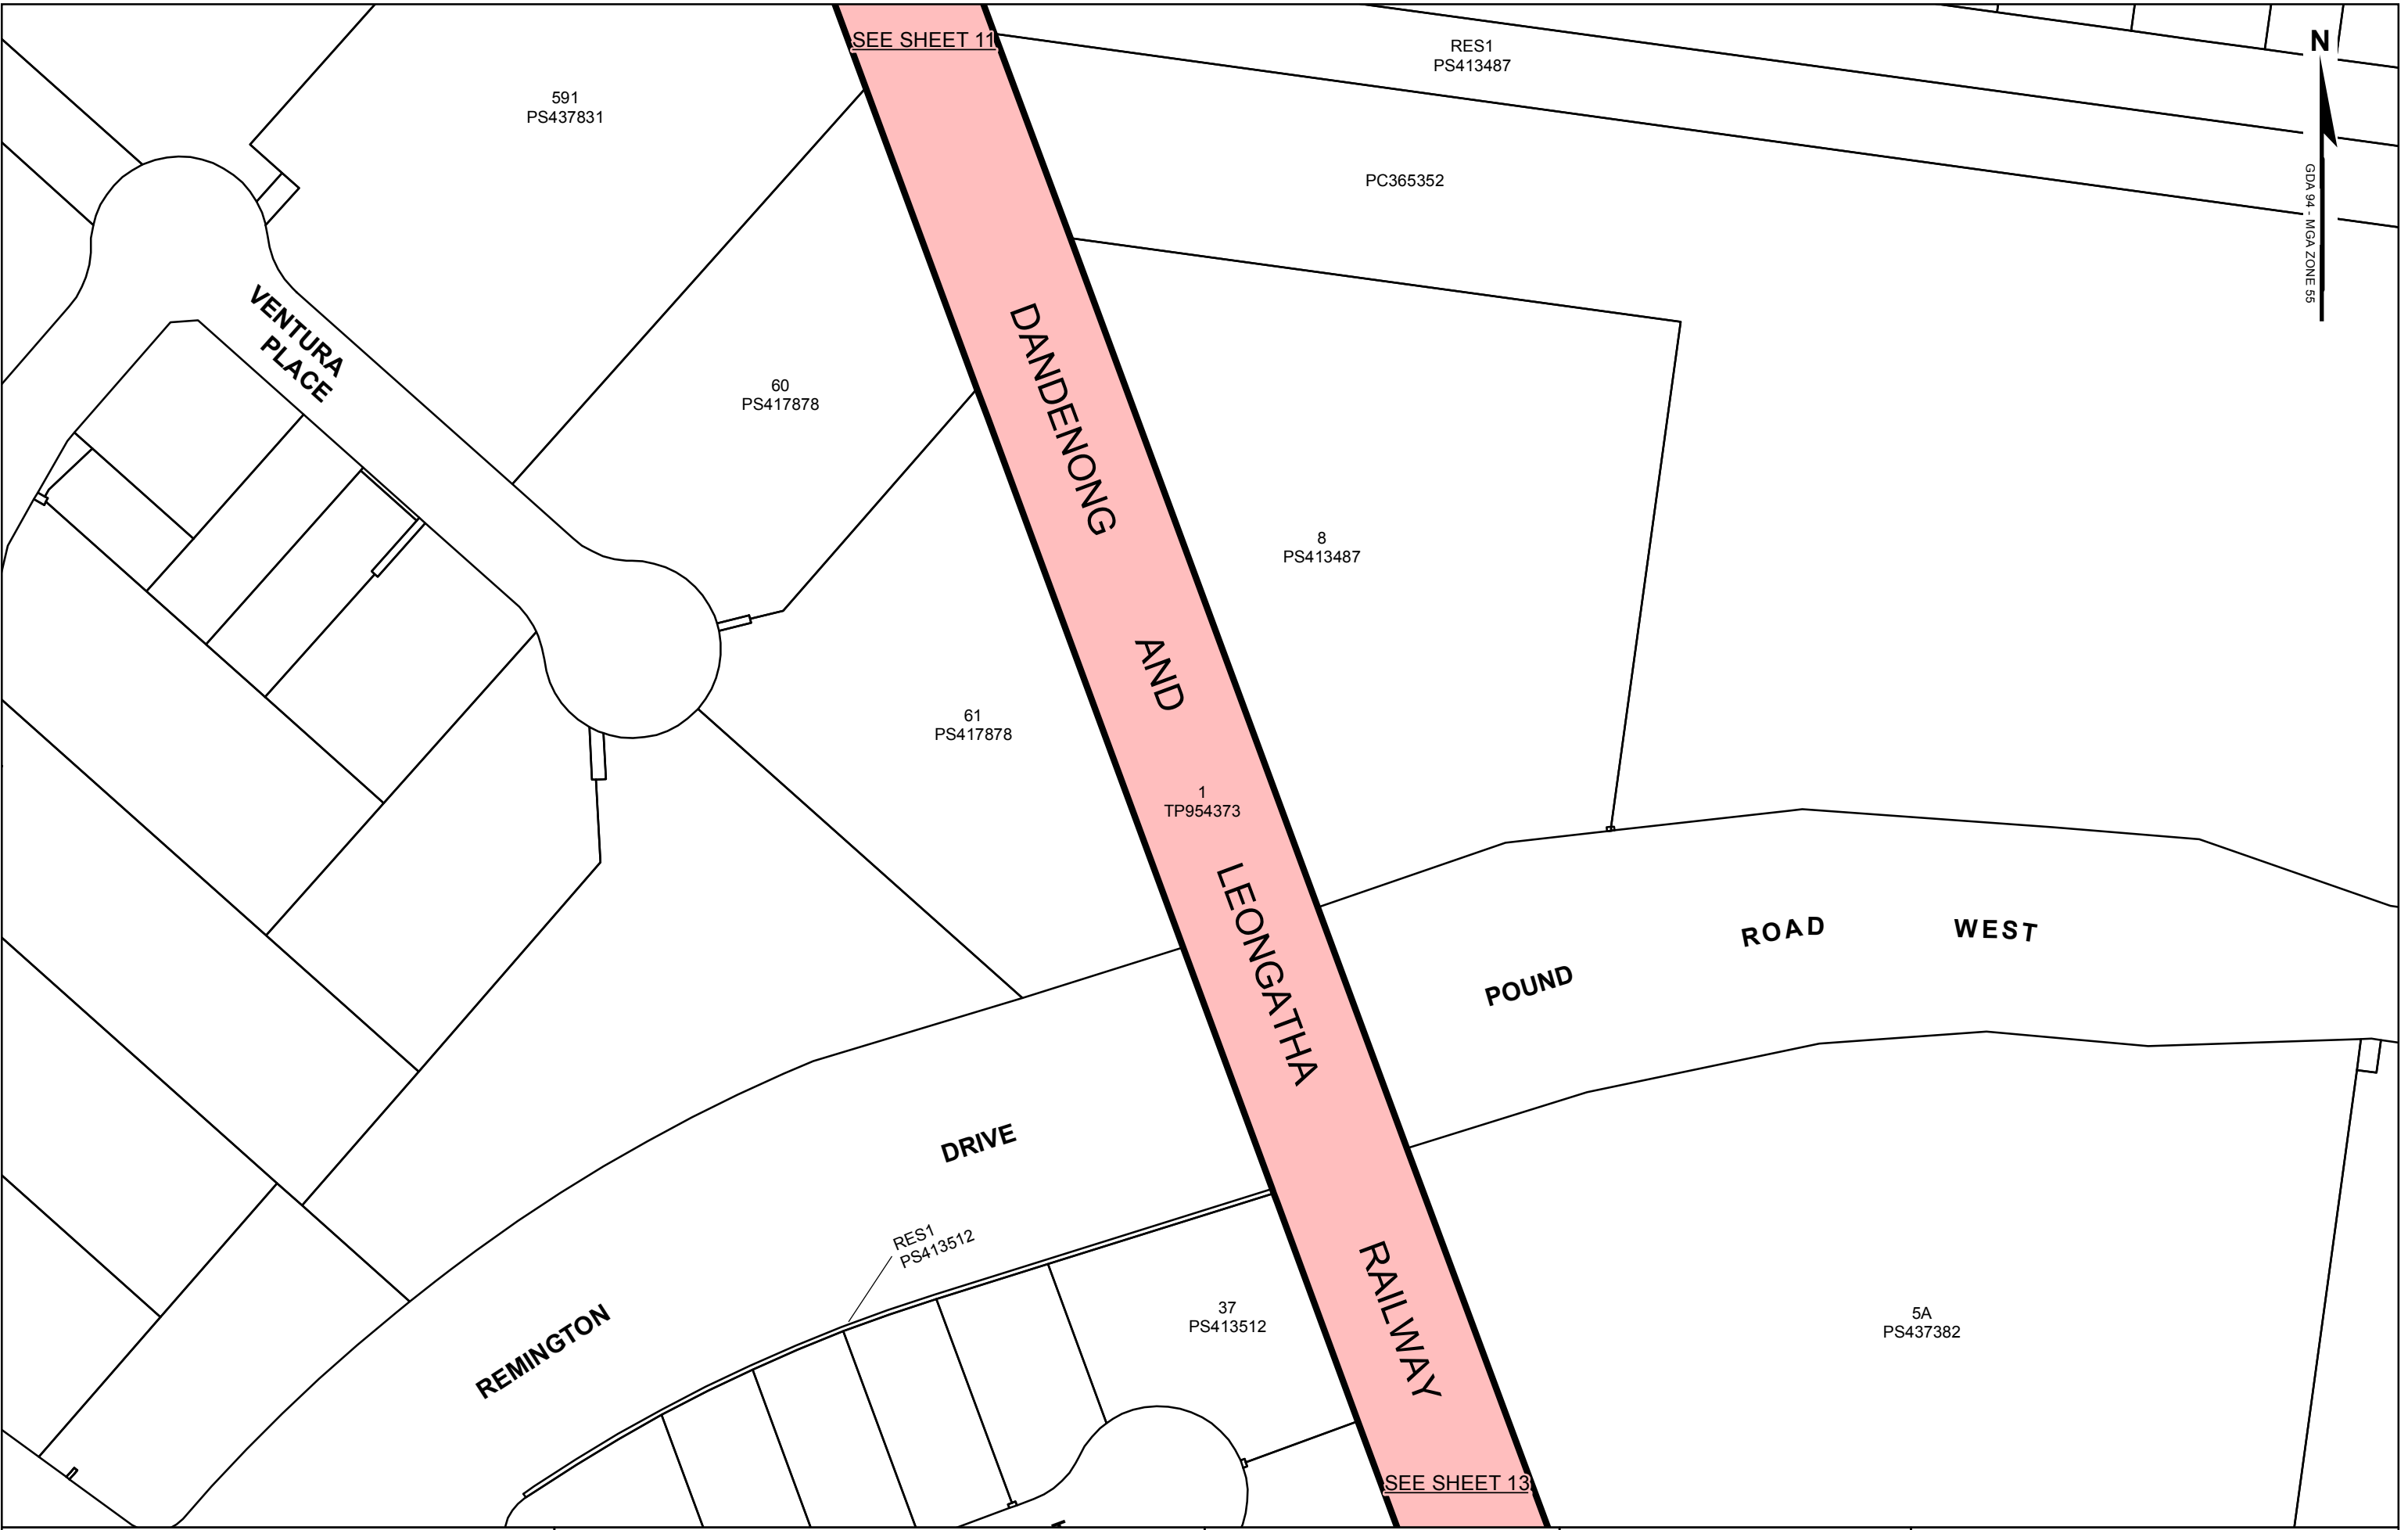 SEE SHEET 11
RES1
PS413487
N
GDA 94 - MGA ZONE 55
591
PS437831
PC365352
VENTURA
PLACE
60
PS417878
DANDENONG
AND
LEONGATHA
RAILWAY
8
PS413487
61
PS417878
1
TP954373
POUND
ROAD
WEST
REMINGTON
DRIVE
RES1
PS413512
37
PS413512
5A
PS437382
SEE SHEET 13